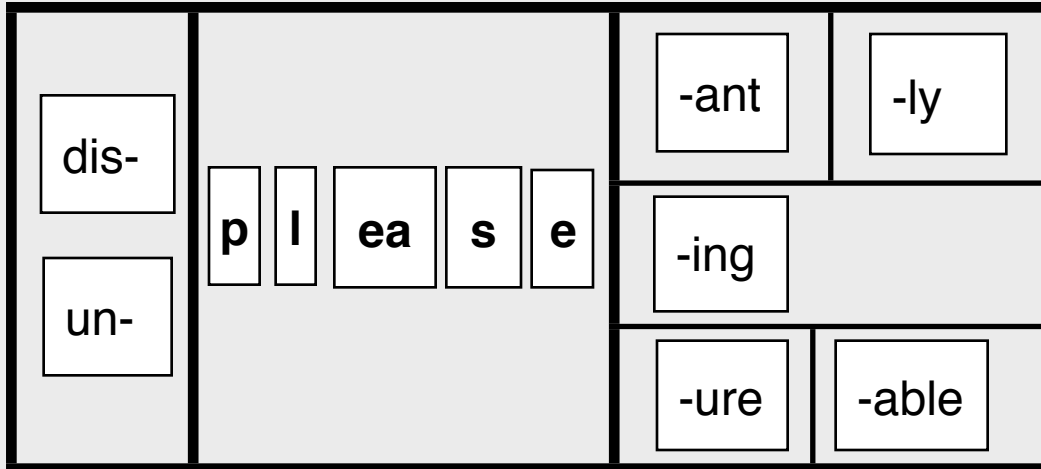 dis-
un-
p l ea s e
-ant -ly
-ing
-ure -able